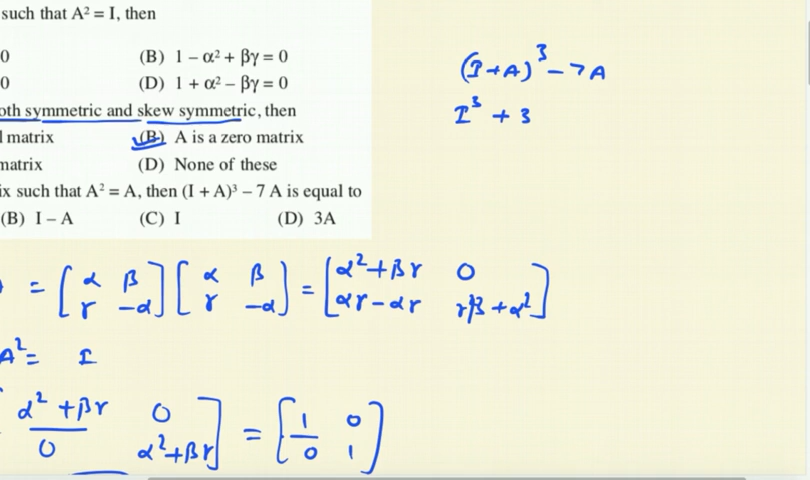 such that A² = I, then
0 (B) 1 – α² + βγ = 0
0 (D) 1 + α² – βγ = 0
oth symmetric and skew symmetric, then
l matrix (B) A is a zero matrix
matrix (D) None of these
ix such that A² = A, then (I + A)³ – 7 A is equal to
(B) I – A (C) I (D) 3A
(I+A)³ – 7A
I³ + 3
= [α β γ -α] [α β γ -α] = [α²+βγ 0
αγ-αγ γβ+α²]
A² = I
α²+βγ 0
0 α²+βγ] = [1 0
0 1]